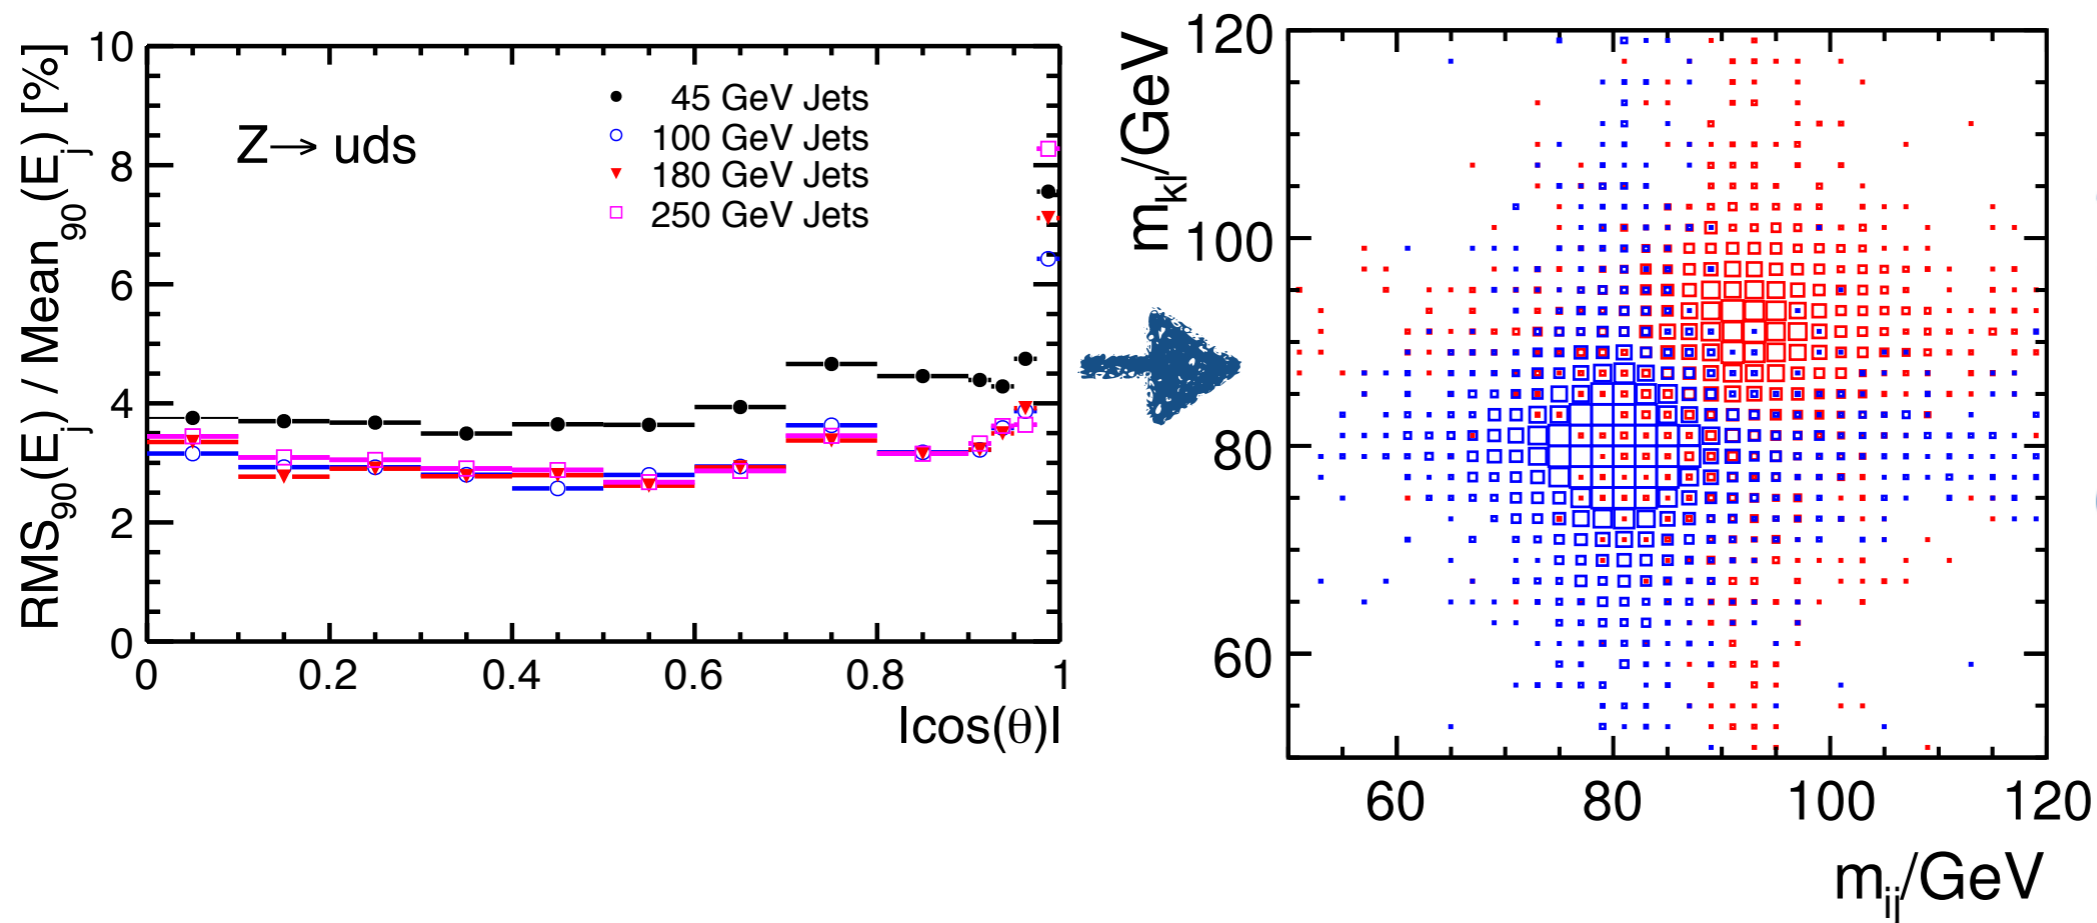 RMS90(Ej) / Mean90(Ej) [%]
10
8
6
4
2
0
Z→ uds
45 GeV Jets
100 GeV Jets
180 GeV Jets
250 GeV Jets
0 0.2 0.4 0.6 0.8 1
|cos(θ)|
mkl/GeV
120
100
80
60
60 80 100 120
mij/GeV